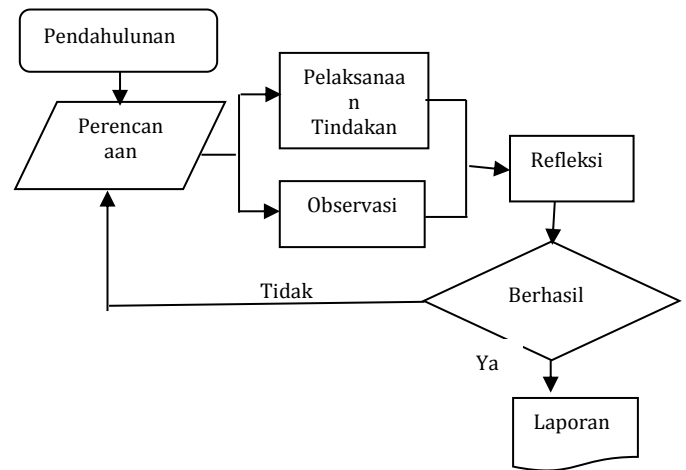 Pendahulunan
Perencan
aan
Pelaksanaa
n
Tindakan
Observasi
Refleksi
Berhasil
Tidak
Ya
Laporan